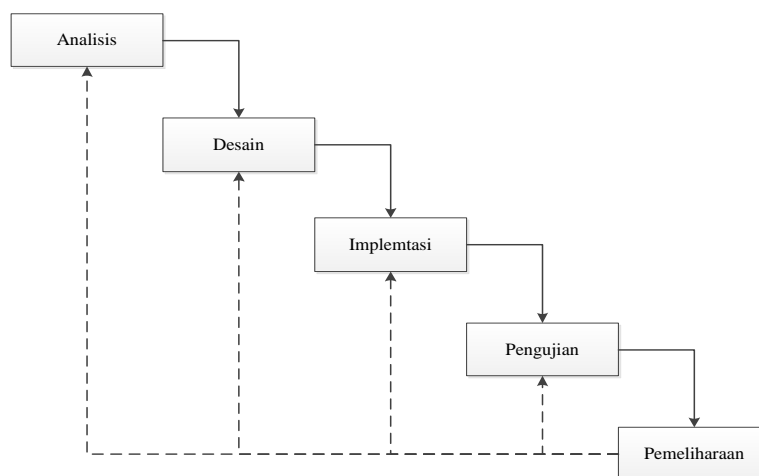 Analisis
Desain
Implemtasi
Pengujian
Pemeliharaan